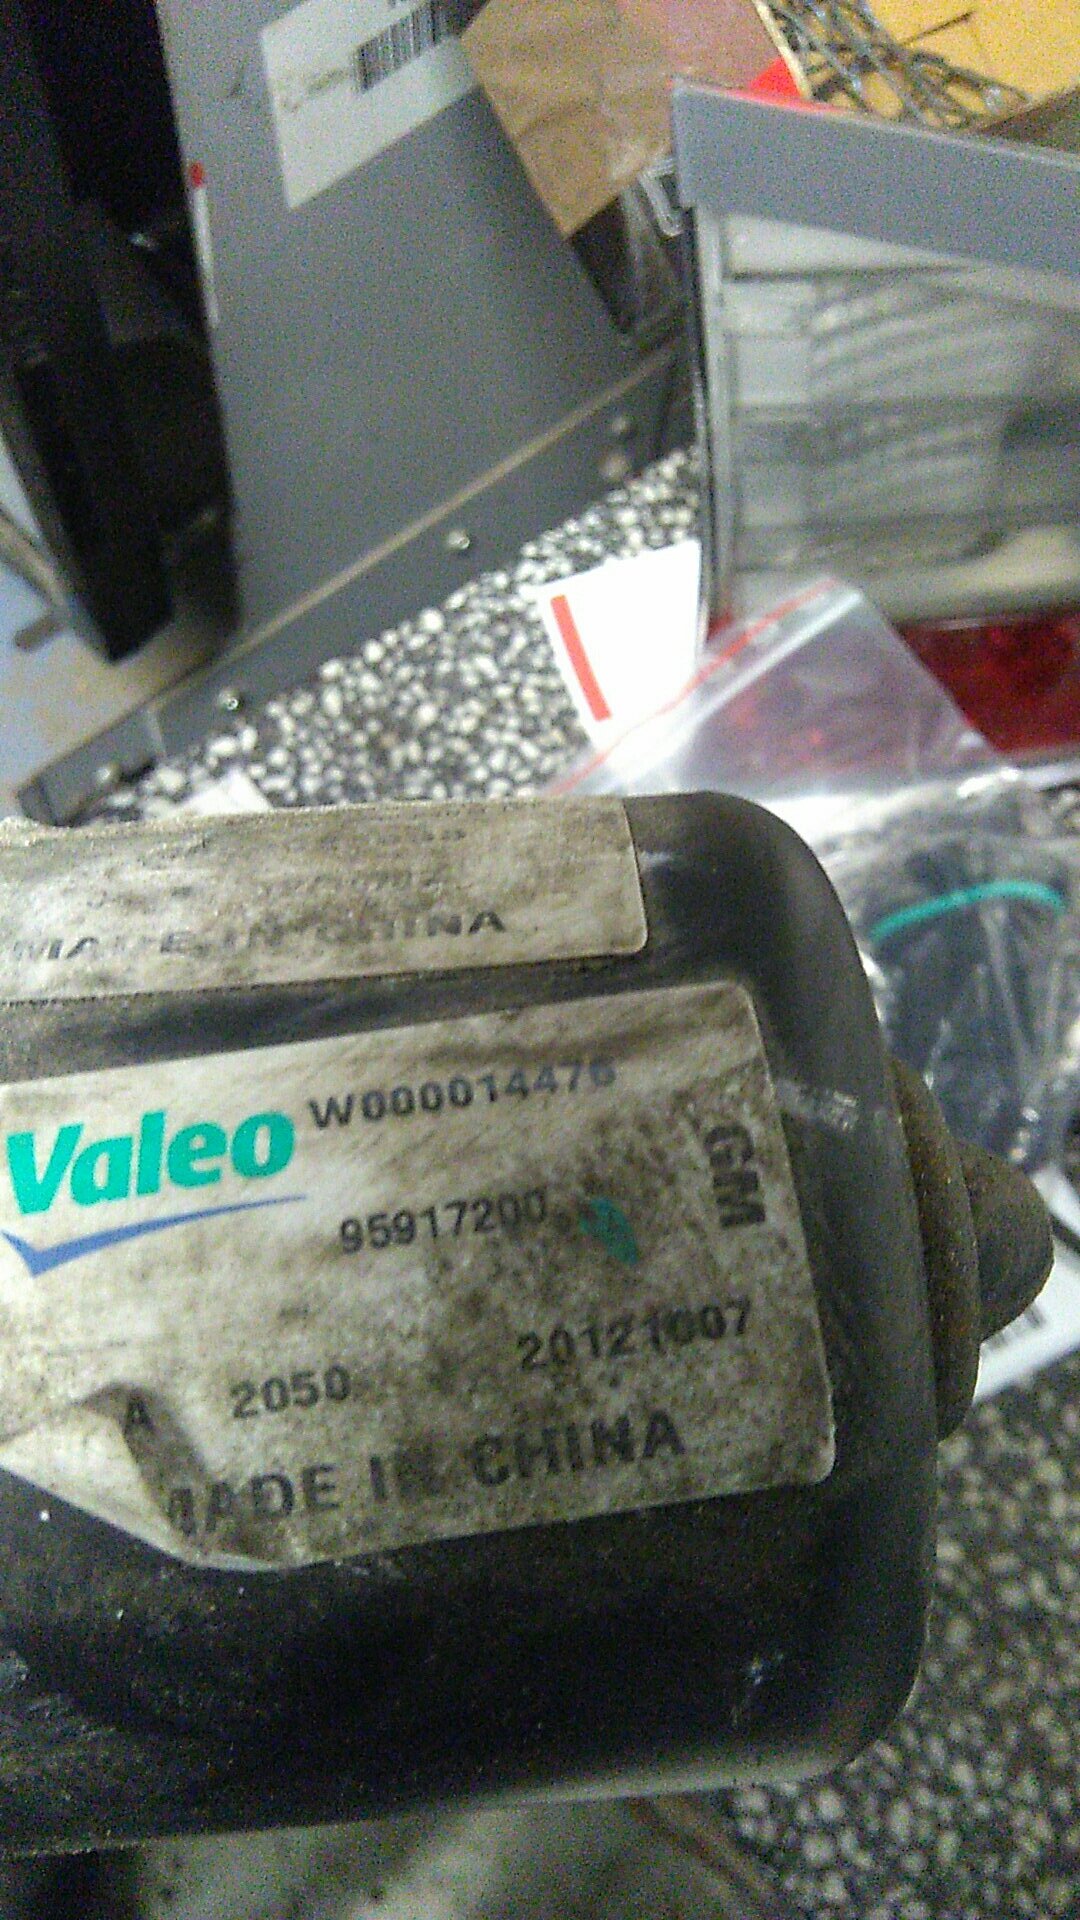 MADE IN CHINA
Valeo W000014476
GM
95917200
A 2050 20121007
MADE IN CHINA